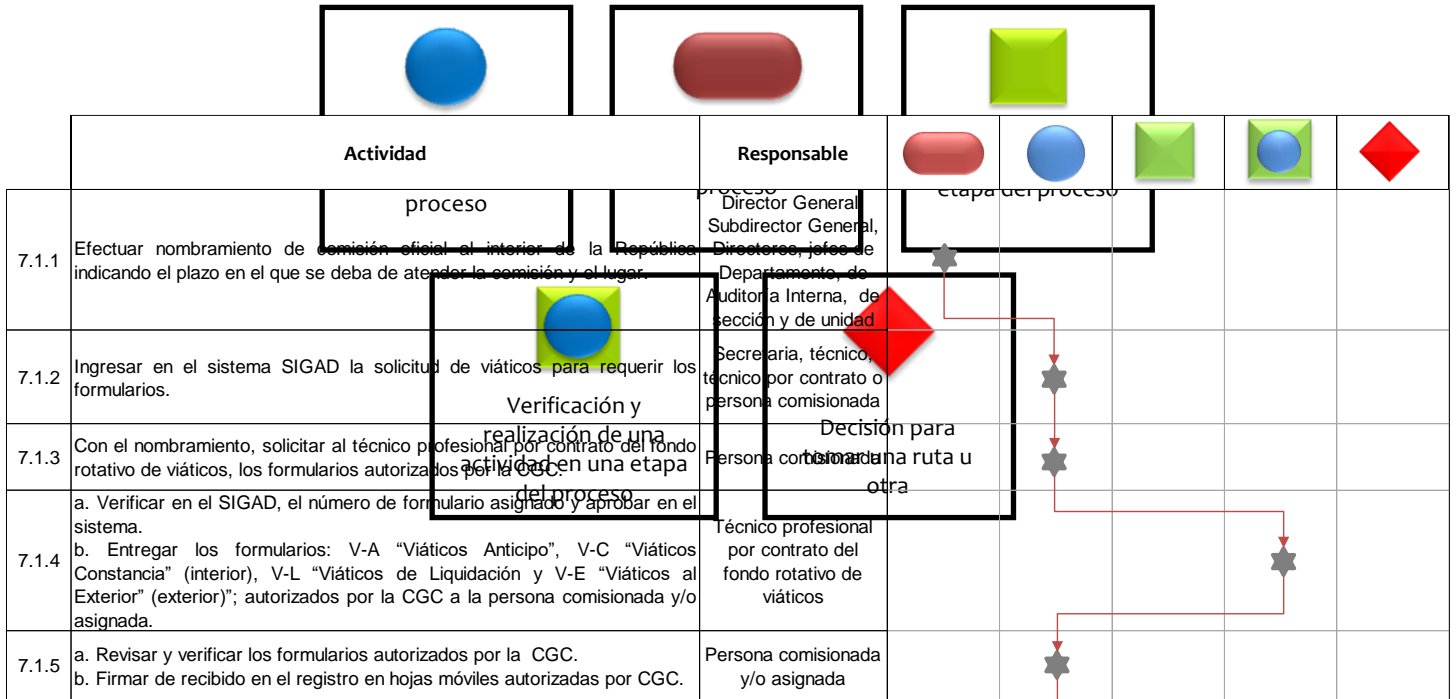 Actividad
Responsable
proceso
proceso
etapa del proceso
7.1.1
Efectuar nombramiento de comisión oficial al interior de la República
indicando el plazo en el que se deba de atender la comisión y el lugar.
Director General
Subdirector General,
Directores, jefes de
Departamento, de
Auditoría Interna, de
sección y de unidad
7.1.2
Ingresar en el sistema SIGAD la solicitud de viáticos para requerir los
formularios.
Secretaria, técnico,
técnico por contrato o
persona comisionada
Verificación y
realización de una
actividad en una etapa
del proceso
Decisión para
tomar una ruta u
otra
7.1.3
Con el nombramiento, solicitar al técnico profesional por contrato del fondo
rotativo de viáticos, los formularios autorizados por la CGC.
Persona comisionada
7.1.4
a. Verificar en el SIGAD, el número de formulario asignado y aprobar en el
sistema.
b. Entregar los formularios: V-A “Viáticos Anticipo”, V-C “Viáticos
Constancia” (interior), V-L “Viáticos de Liquidación y V-E “Viáticos al
Exterior” (exterior)”; autorizados por la CGC a la persona comisionada y/o
asignada.
Técnico profesional
por contrato del
fondo rotativo de
viáticos
7.1.5
a. Revisar y verificar los formularios autorizados por la CGC.
b. Firmar de recibido en el registro en hojas móviles autorizadas por CGC.
Persona comisionada
y/o asignada